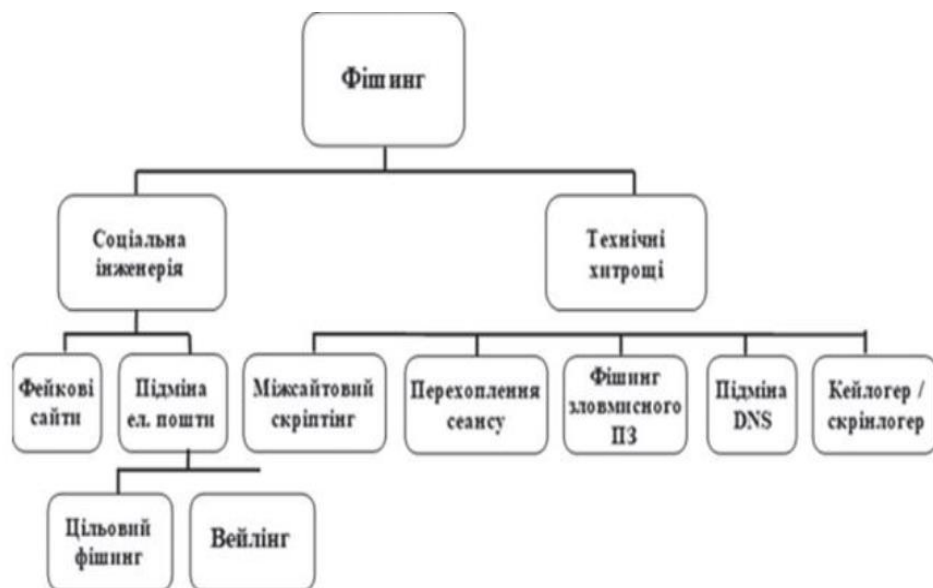 Фішинг
Соціальна
інженерія
Технічні
хитрощі
Фейкові
сайти
Підміна
ел. пошти
Міжсайтовий
скріптінг
Перехоплення
сеансу
Фішинг
зловмисного
ПЗ
Підміна
DNS
Кейлогер /
скрінлогер
Цільовий
фішинг
Вейлінг